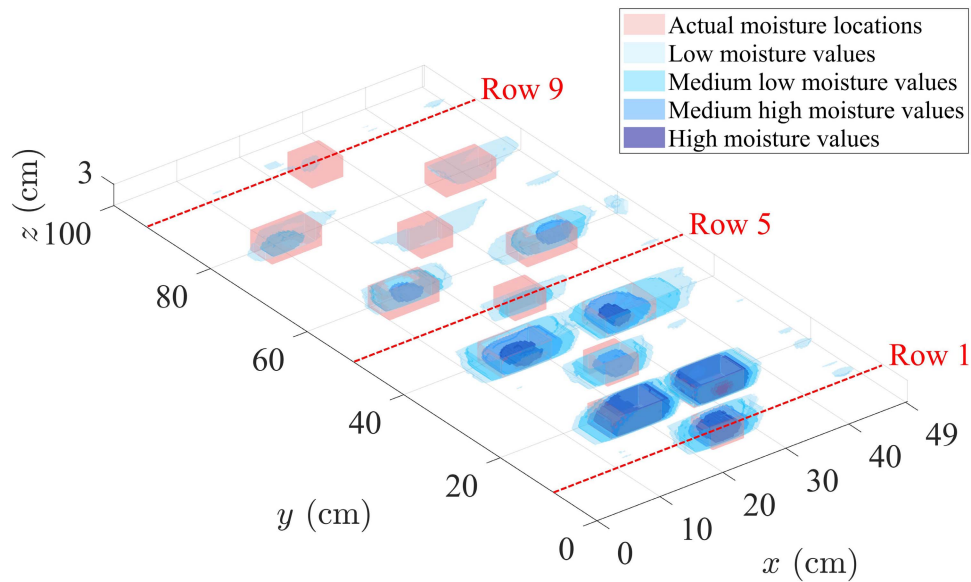 Actual moisture locations
Low moisture values
Medium low moisture values
Medium high moisture values
High moisture values
Row 9
3
z (cm)
100
Row 5
80
60
Row 1
40
49
40
20
30
20
y (cm)
10
0
0
x (cm)